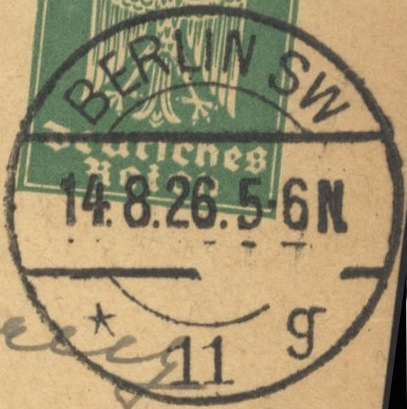 BERLIN SW
Deutsches
Reich
14.8.26.5-6N.
* 11 g